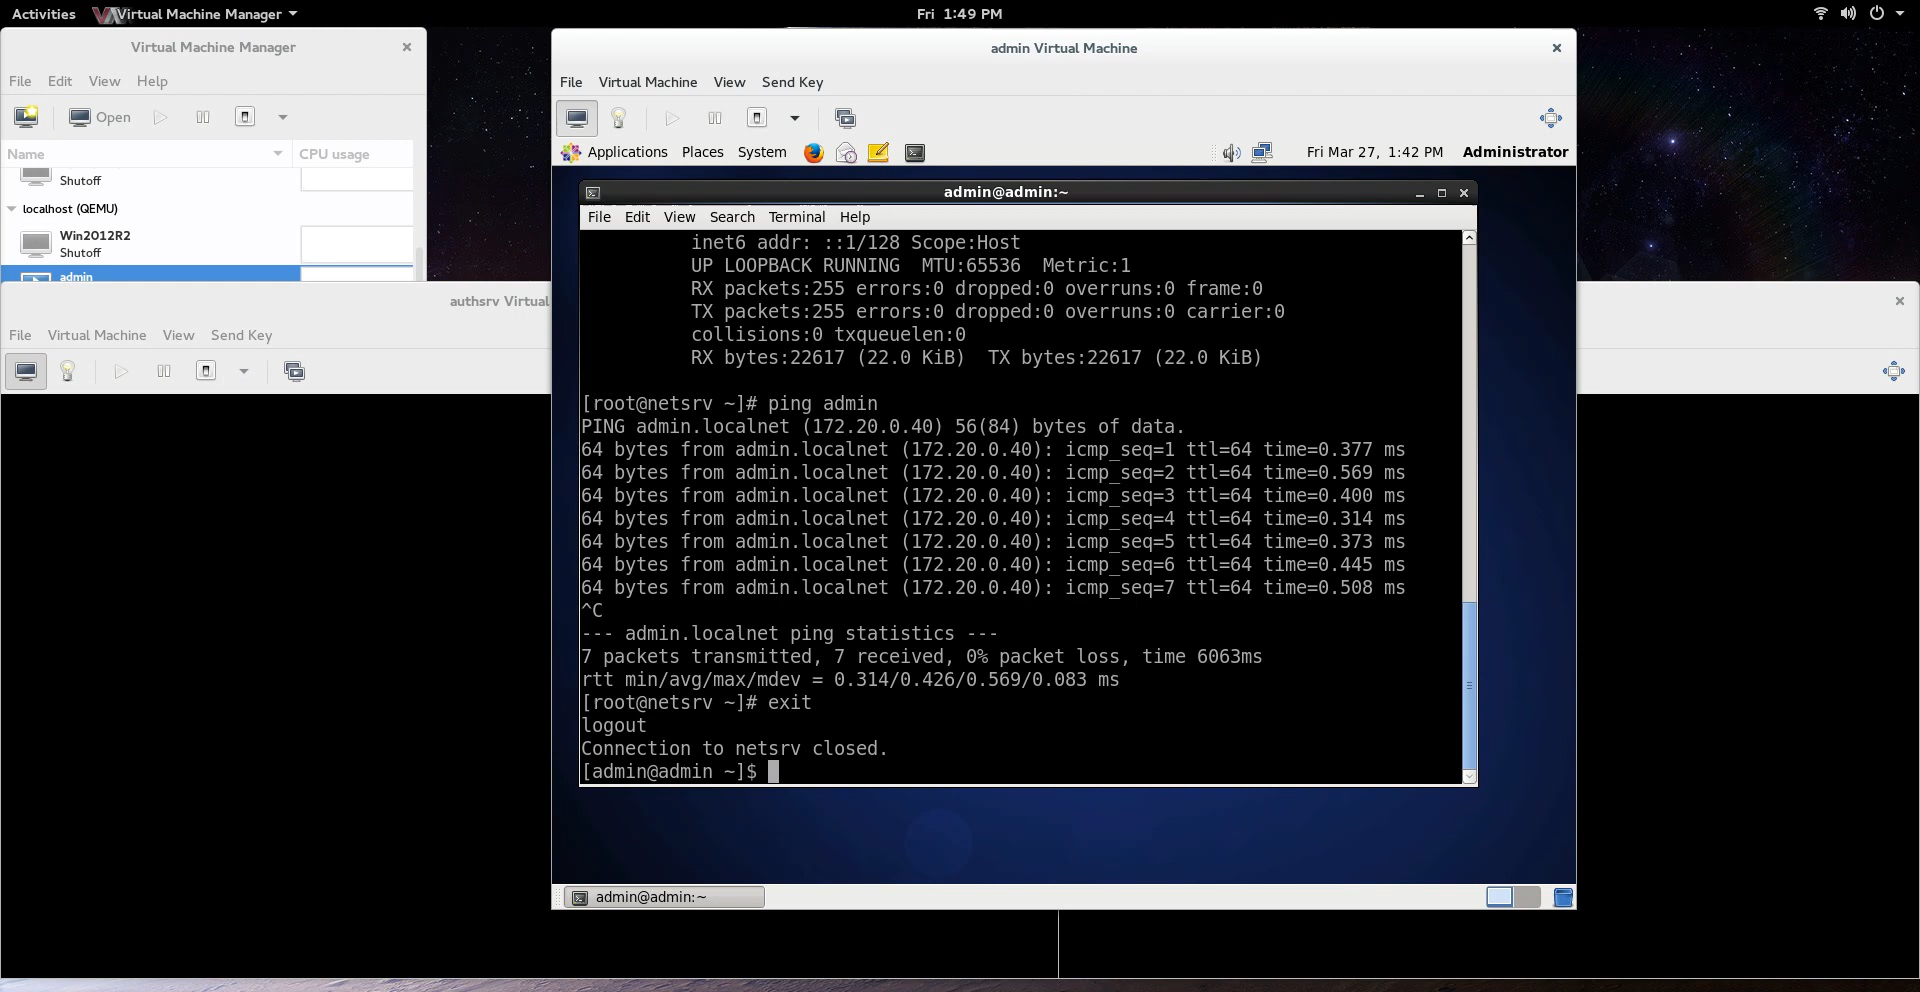 Activities Virtual Machine Manager Fri 1:49 PM
Virtual Machine Manager
File Edit View Help
Open
Name CPU usage
Shutoff
localhost (QEMU)
Win2012R2
Shutoff
admin
authsrv Virtual
File Virtual Machine View Send Key
admin Virtual Machine
File Virtual Machine View Send Key
Applications Places System Fri Mar 27, 1:42 PM Administrator
admin@admin:~
File Edit View Search Terminal Help
inet6 addr: ::1/128 Scope:Host
UP LOOPBACK RUNNING  MTU:65536  Metric:1
RX packets:255 errors:0 dropped:0 overruns:0 frame:0
TX packets:255 errors:0 dropped:0 overruns:0 carrier:0
collisions:0 txqueuelen:0
RX bytes:22617 (22.0 KiB)  TX bytes:22617 (22.0 KiB)
[root@netsrv ~]# ping admin
PING admin.localnet (172.20.0.40) 56(84) bytes of data.
64 bytes from admin.localnet (172.20.0.40): icmp_seq=1 ttl=64 time=0.377 ms
64 bytes from admin.localnet (172.20.0.40): icmp_seq=2 ttl=64 time=0.569 ms
64 bytes from admin.localnet (172.20.0.40): icmp_seq=3 ttl=64 time=0.400 ms
64 bytes from admin.localnet (172.20.0.40): icmp_seq=4 ttl=64 time=0.314 ms
64 bytes from admin.localnet (172.20.0.40): icmp_seq=5 ttl=64 time=0.373 ms
64 bytes from admin.localnet (172.20.0.40): icmp_seq=6 ttl=64 time=0.445 ms
64 bytes from admin.localnet (172.20.0.40): icmp_seq=7 ttl=64 time=0.508 ms
^C
--- admin.localnet ping statistics ---
7 packets transmitted, 7 received, 0% packet loss, time 6063ms
rtt min/avg/max/mdev = 0.314/0.426/0.569/0.083 ms
[root@netsrv ~]# exit
logout
Connection to netsrv closed.
[admin@admin ~]$
admin@admin:~